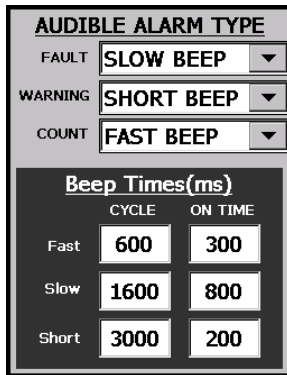 AUDIBLE ALARM TYPE
FAULT SLOW BEEP
WARNING SHORT BEEP
COUNT FAST BEEP
Beep Times(ms)
CYCLE ON TIME
Fast 600 300
Slow 1600 800
Short 3000 200